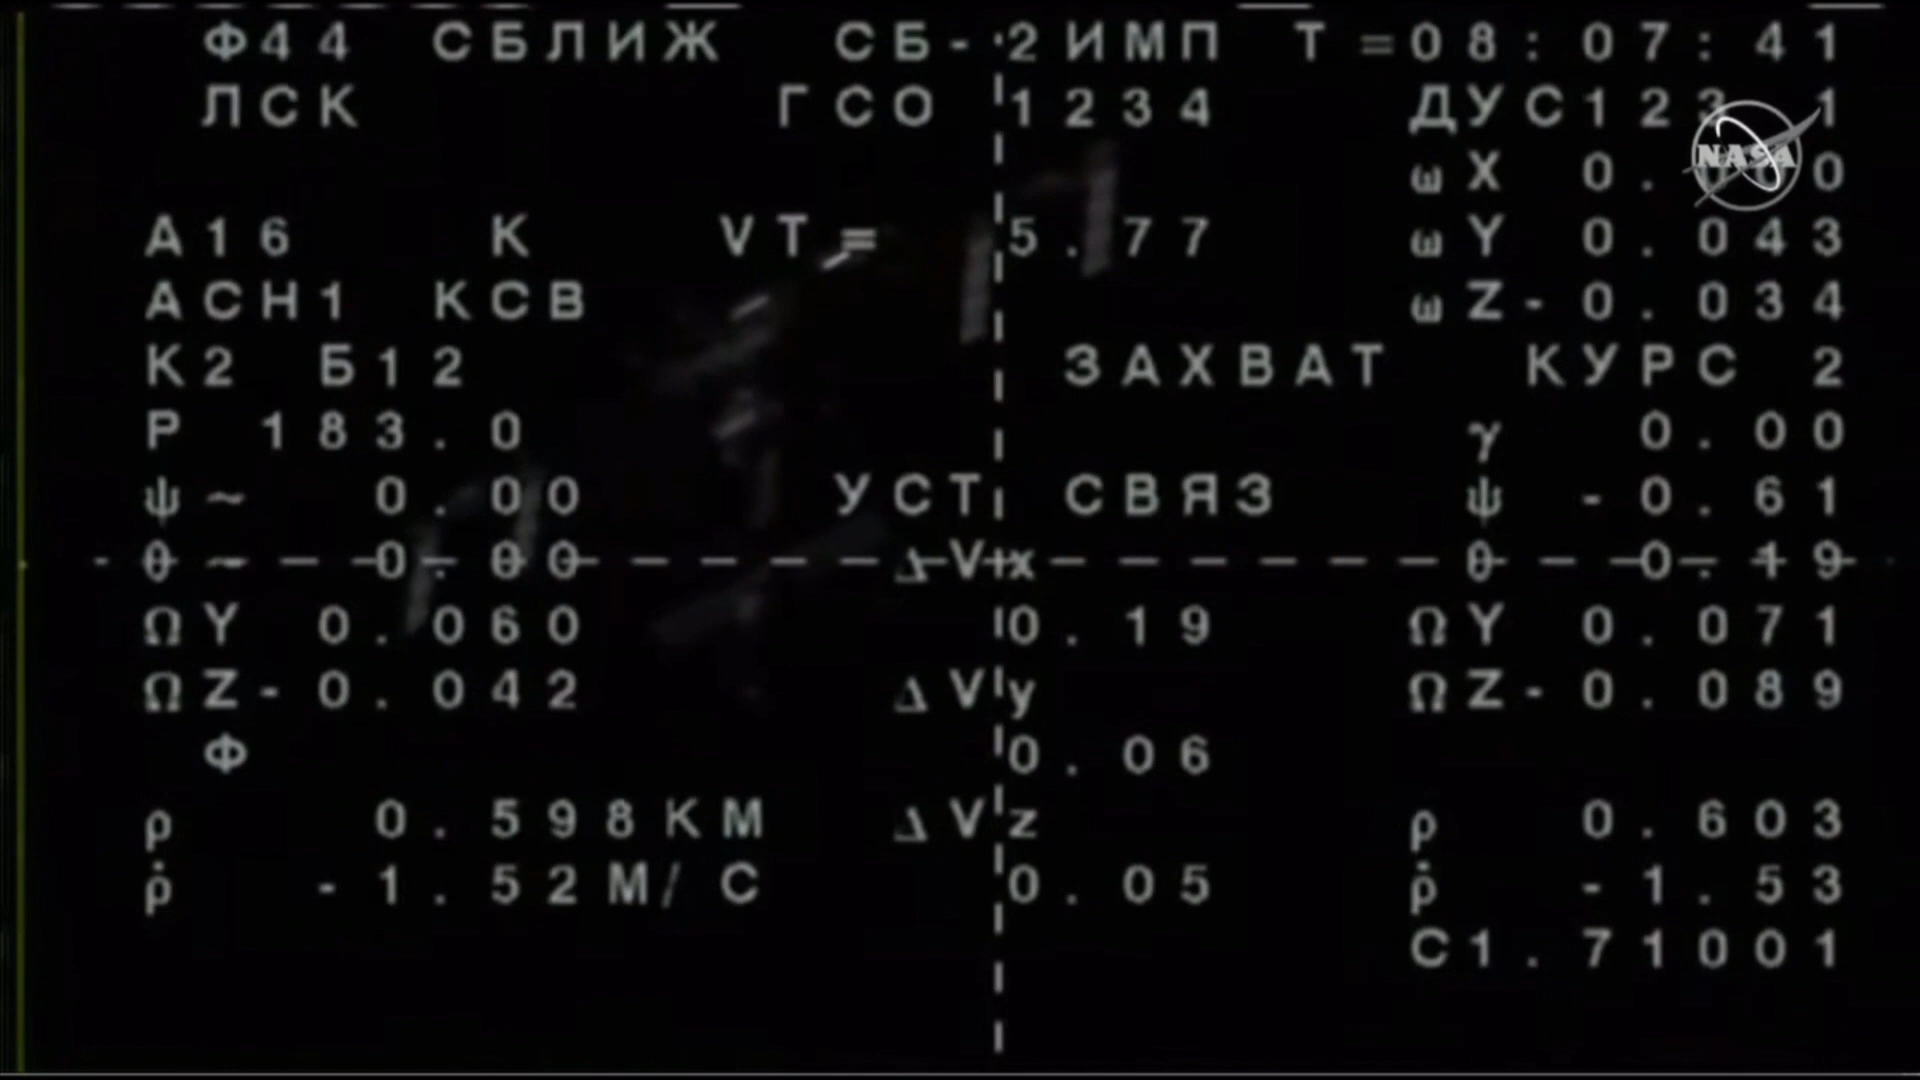 Ф44 СБЛИЖ СБ-2ИМП Т=08:07:41
ЛСК ГСО 1234 ДУС123 1
ωX 0. 0
NASA
А16 К VT= 5.77 ωY 0.043
АСН1 КСВ ωZ-0.034
К2 Б12 ЗАХВАТ КУРС 2
Р 183.0 γ 0.00
ψ~ 0.00 УСТ СВЯЗ ψ -0.61
θ~ 0.00 ΔVx θ 0.19
ΩY 0.060 0.19 ΩY 0.071
ΩZ-0.042 ΔVy ΩZ-0.089
Ф 0.06
ρ 0.598КМ ΔVz ρ 0.603
ρ̇ -1.52М/С 0.05 ρ̇ -1.53
С1.71001